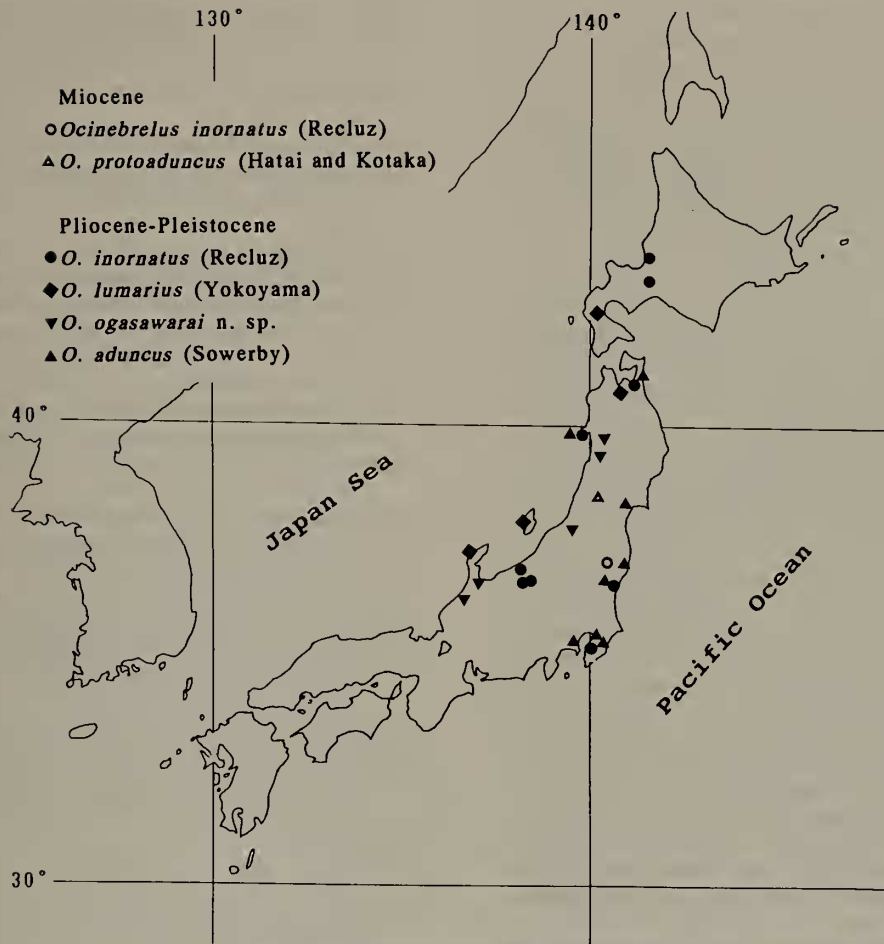 130°
140°
Miocene
○ Ocinebrelus inornatus (Recluz)
△ O. protoaduncus (Hatai and Kotaka)
Pliocene-Pleistocene
● O. inornatus (Recluz)
◆ O. lumarius (Yokoyama)
▼ O. ogasawarai n. sp.
▲ O. aduncus (Sowerby)
40°
Japan Sea
Pacific Ocean
30°